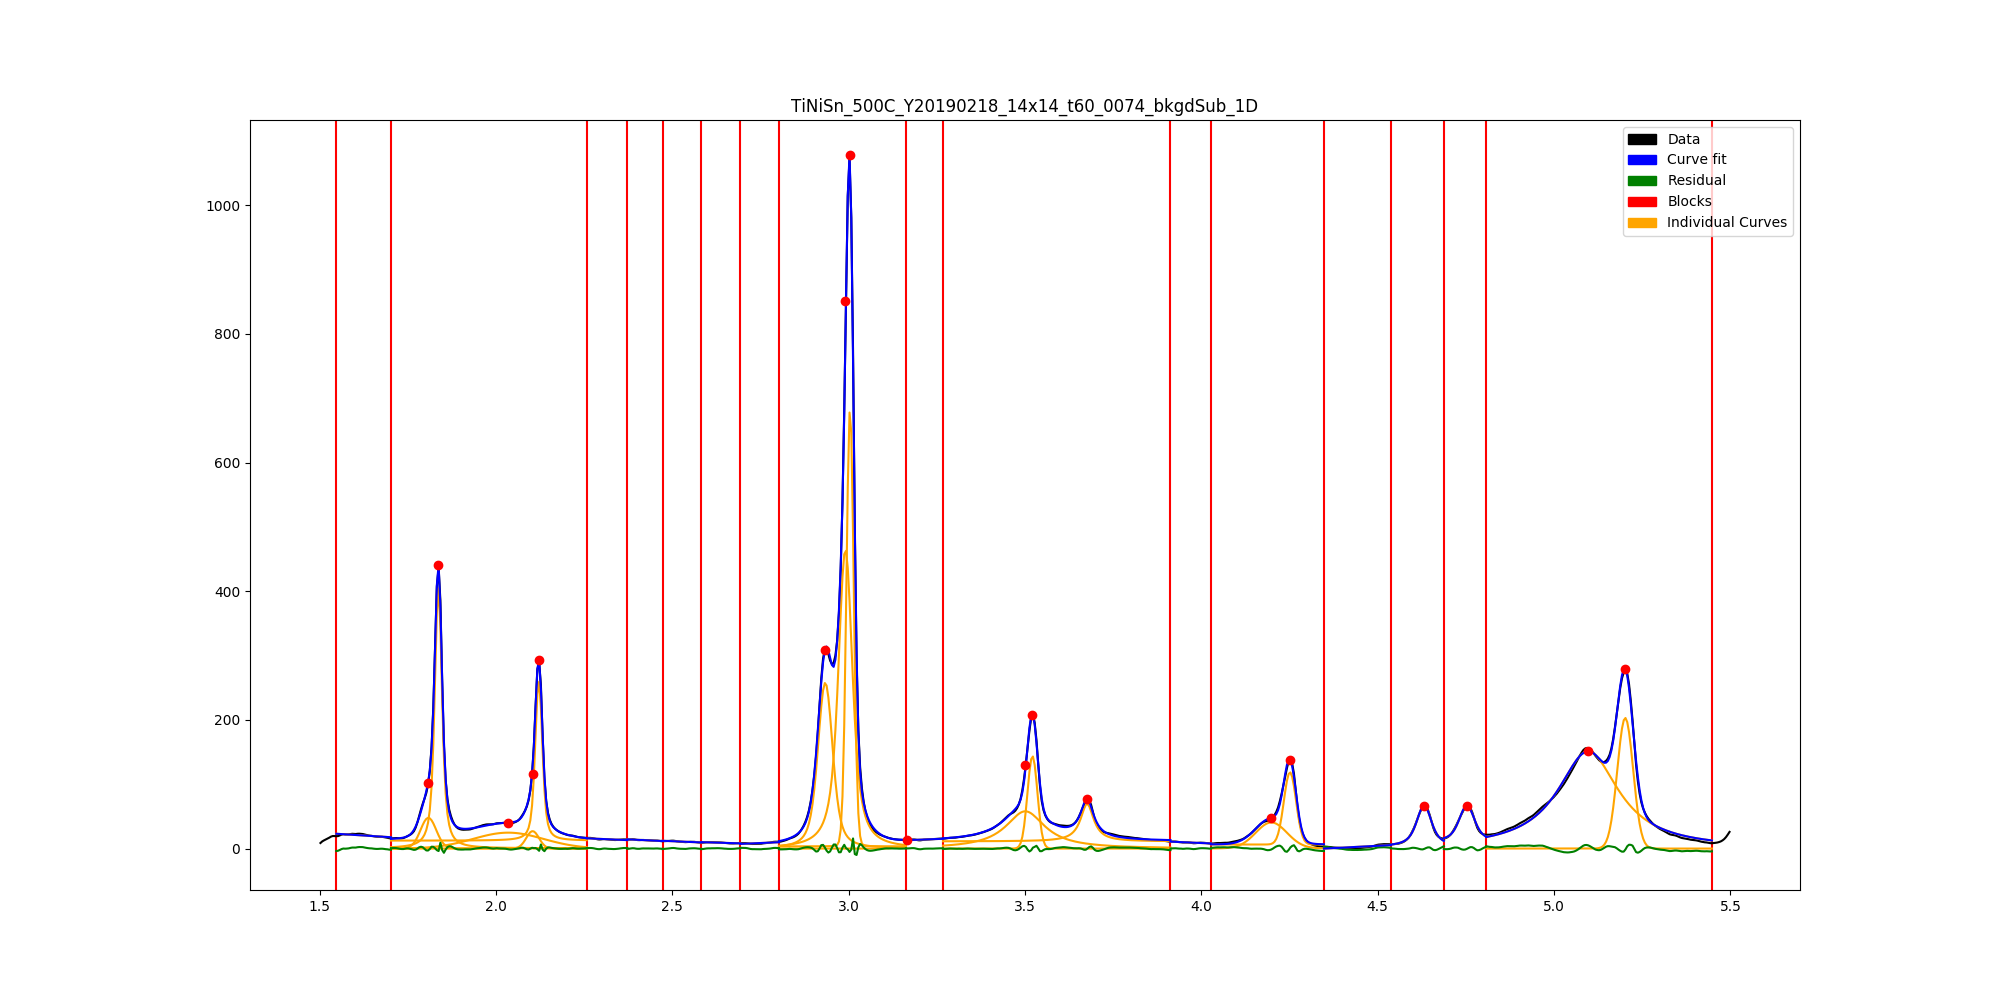 TiNiSn_500C_Y20190218_14x14_t60_0074_bkgdSub_1D
Data
Curve fit
Residual
Blocks
Individual Curves
1000
800
600
400
200
0
1.5 2.0 2.5 3.0 3.5 4.0 4.5 5.0 5.5